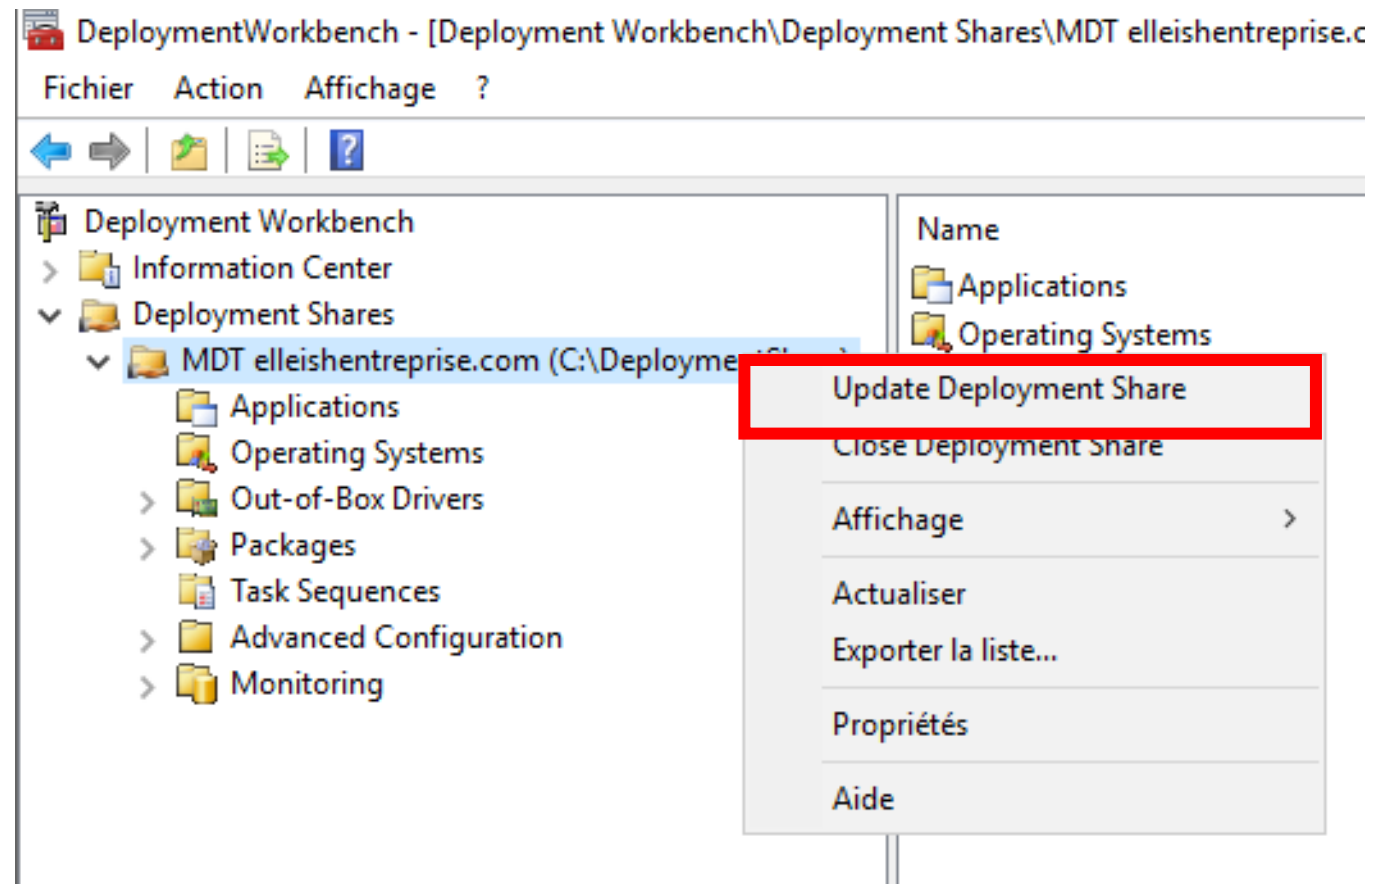 DeploymentWorkbench - [Deployment Workbench\Deployment Shares\MDT elleishentreprise.c
Fichier Action Affichage ?
Deployment Workbench
Information Center
Deployment Shares
MDT elleishentreprise.com (C:\Deployme
Applications
Operating Systems
Out-of-Box Drivers
Packages
Task Sequences
Advanced Configuration
Monitoring
Name
Applications
Operating Systems
Update Deployment Share
Close Deployment Share
Affichage
Actualiser
Exporter la liste...
Propriétés
Aide